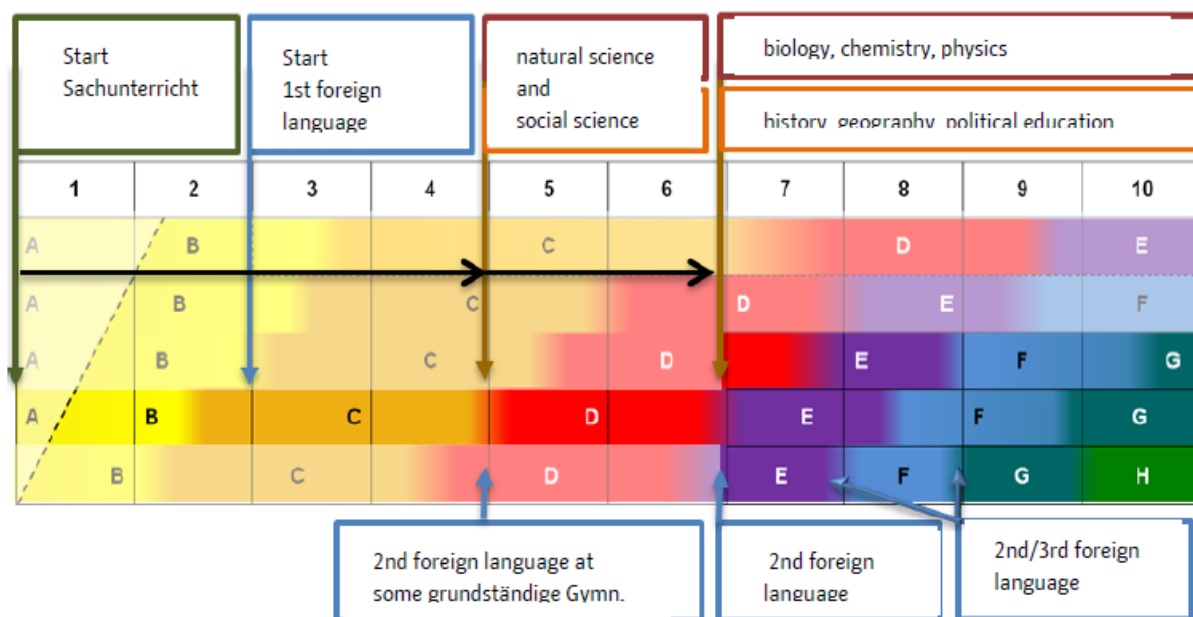 Start
Sachunterricht
Start
1st foreign
language
natural science
and
social science
biology, chemistry, physics
history, geography, political education
1 2 3 4 5 6 7 8 9 10
A B C D E
A B C D E F
A B C D E F G
A B C D E F G
B C D E F G H
2nd foreign language at
some grundständige Gymn.
2nd foreign
language
2nd/3rd foreign
language